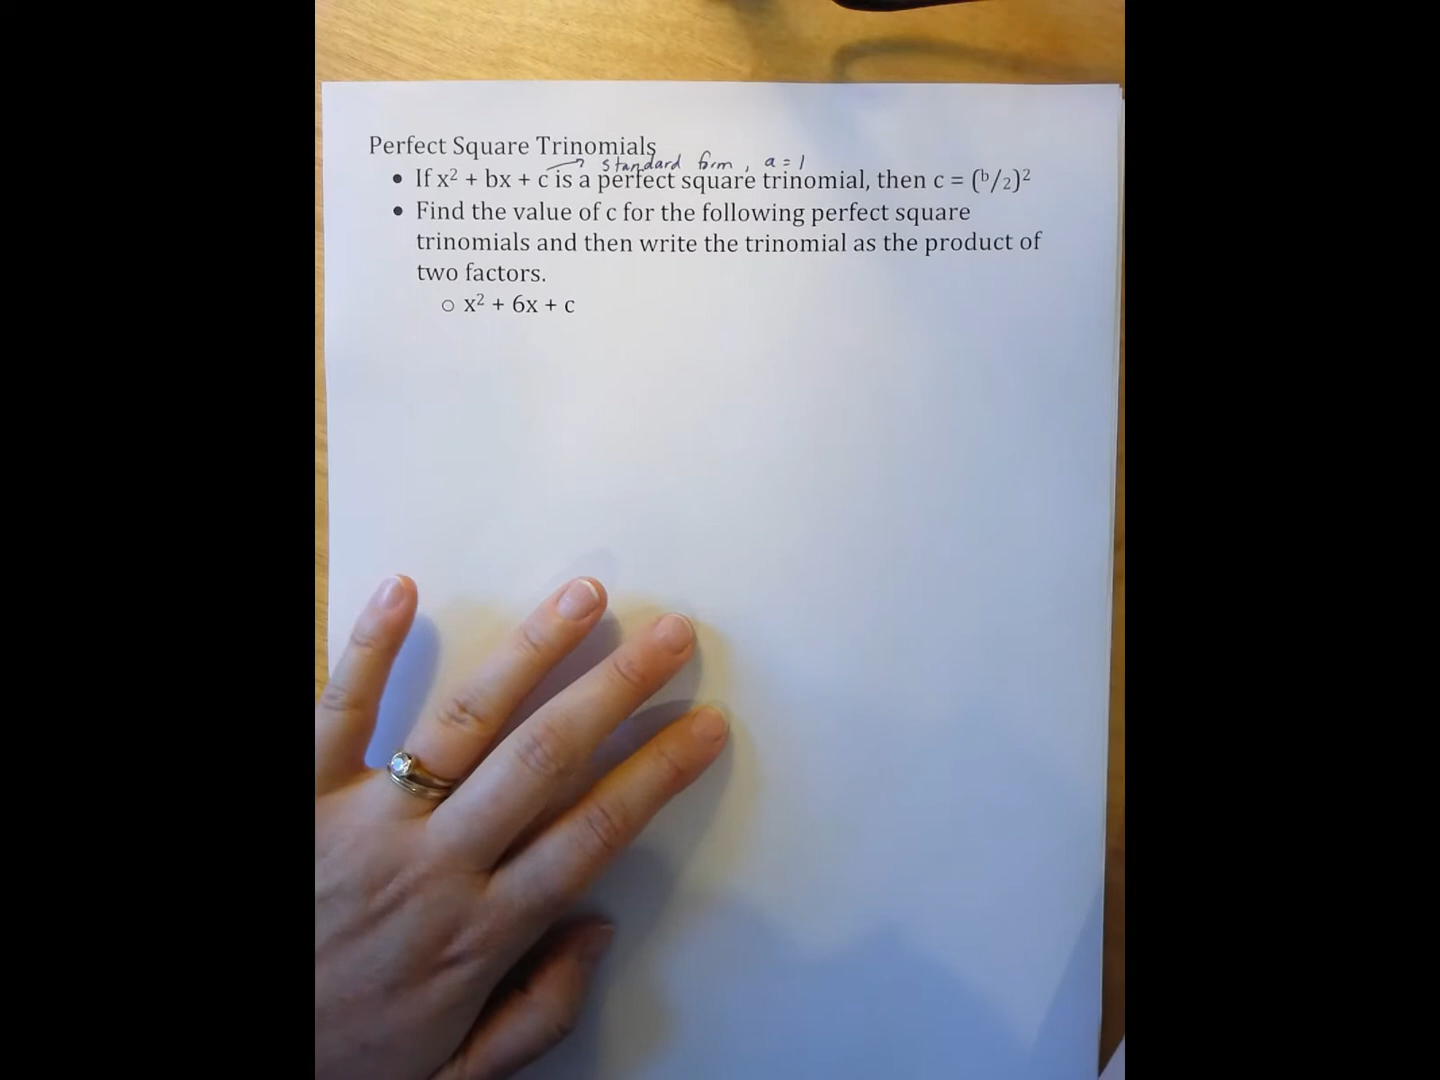 Perfect Square Trinomials
standard form, a = 1
• If x² + bx + c is a perfect square trinomial, then c = (b/2)²
• Find the value of c for the following perfect square
trinomials and then write the trinomial as the product of
two factors.
○ x² + 6x + c